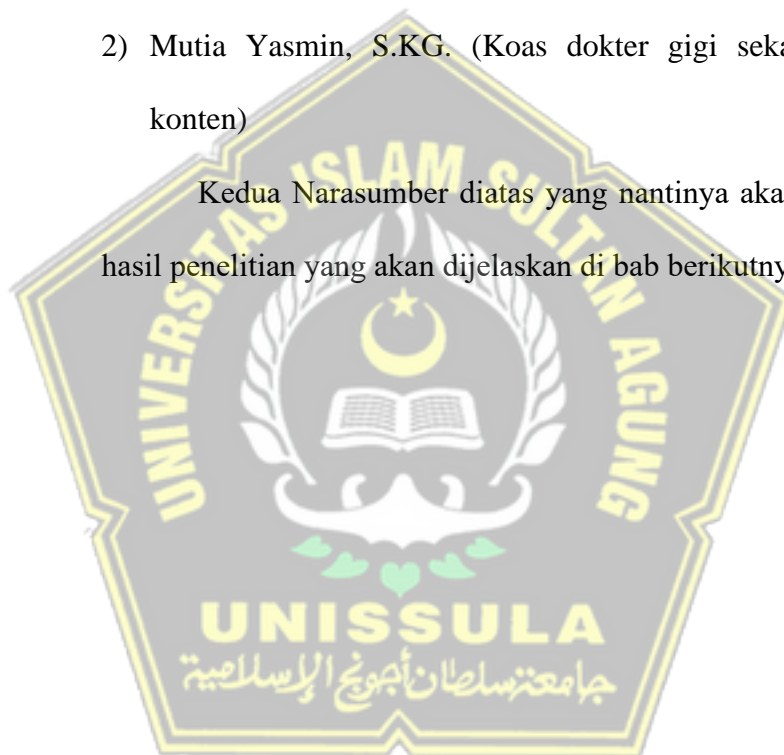 2) Mutia Yasmin, S.KG. (Koas dokter gigi seka
konten)
Kedua Narasumber diatas yang nantinya aka
hasil penelitian yang akan dijelaskan di bab berikutny
UNIVERSITAS ISLAM SULTAN AGUNG
UNISSULA
جامعة سلطان أجونج الإسلامية